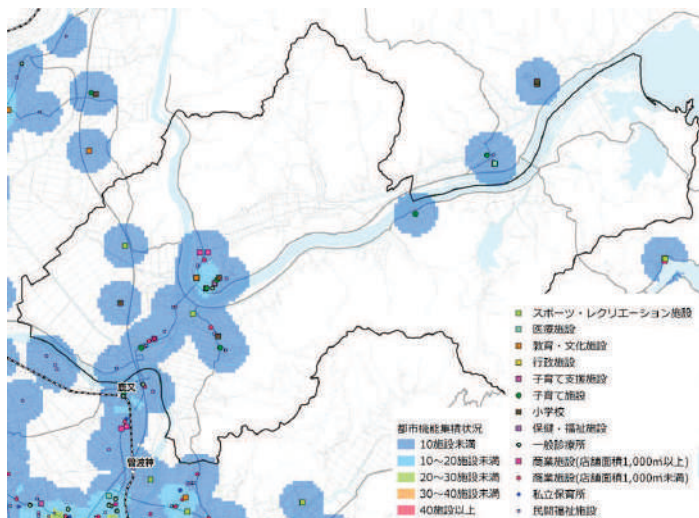 鹿又
曽波神
都市機能集積状況
10施設未満
10～20施設未満
20～30施設未満
30～40施設未満
40施設以上
スポーツ・レクリエーション施設
医療施設
教育・文化施設
行政施設
子育て支援施設
子育て施設
小学校
保健・福祉施設
一般診療所
商業施設(店舗面積1,000㎡以上)
商業施設(店舗面積1,000㎡未満)
私立保育所
民間福祉施設